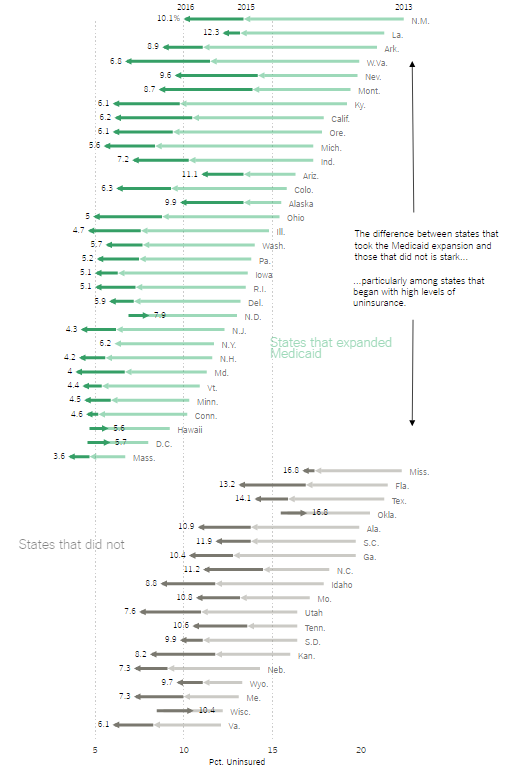 2016 2015 2013
10.1% N.M.
12.3 La.
8.9 Ark.
6.8 W.Va.
9.6 Nev.
8.7 Mont.
6.1 Ky.
6.2 Calif.
6.1 Ore.
5.6 Mich.
7.2 Ind.
11.1 Ariz.
6.3 Colo.
9.9 Alaska
5 Ohio
4.7 Ill.
5.7 Wash.
5.2 Pa.
5.1 Iowa
5.1 R.I.
5.9 Del.
7.9 N.D.
4.3 N.J.
6.2 N.Y.
4.2 N.H.
4 Md.
4.4 Vt.
4.5 Minn.
4.6 Conn.
5.6 Hawaii
5.7 D.C.
3.6 Mass.
The difference between states that
took the Medicaid expansion and
those that did not is stark...
...particularly among states that
began with high levels of
uninsurance.
States that expanded
Medicaid
16.8 Miss.
13.2 Fla.
14.1 Tex.
16.8 Okla.
10.9 Ala.
11.9 S.C.
10.4 Ga.
11.2 N.C.
8.8 Idaho
10.8 Mo.
7.6 Utah
10.6 Tenn.
9.9 S.D.
8.2 Kan.
7.3 Neb.
9.7 Wyo.
7.3 Me.
10.4 Wisc.
6.1 Va.
States that did not
5 10 15 20
Pct. Uninsured